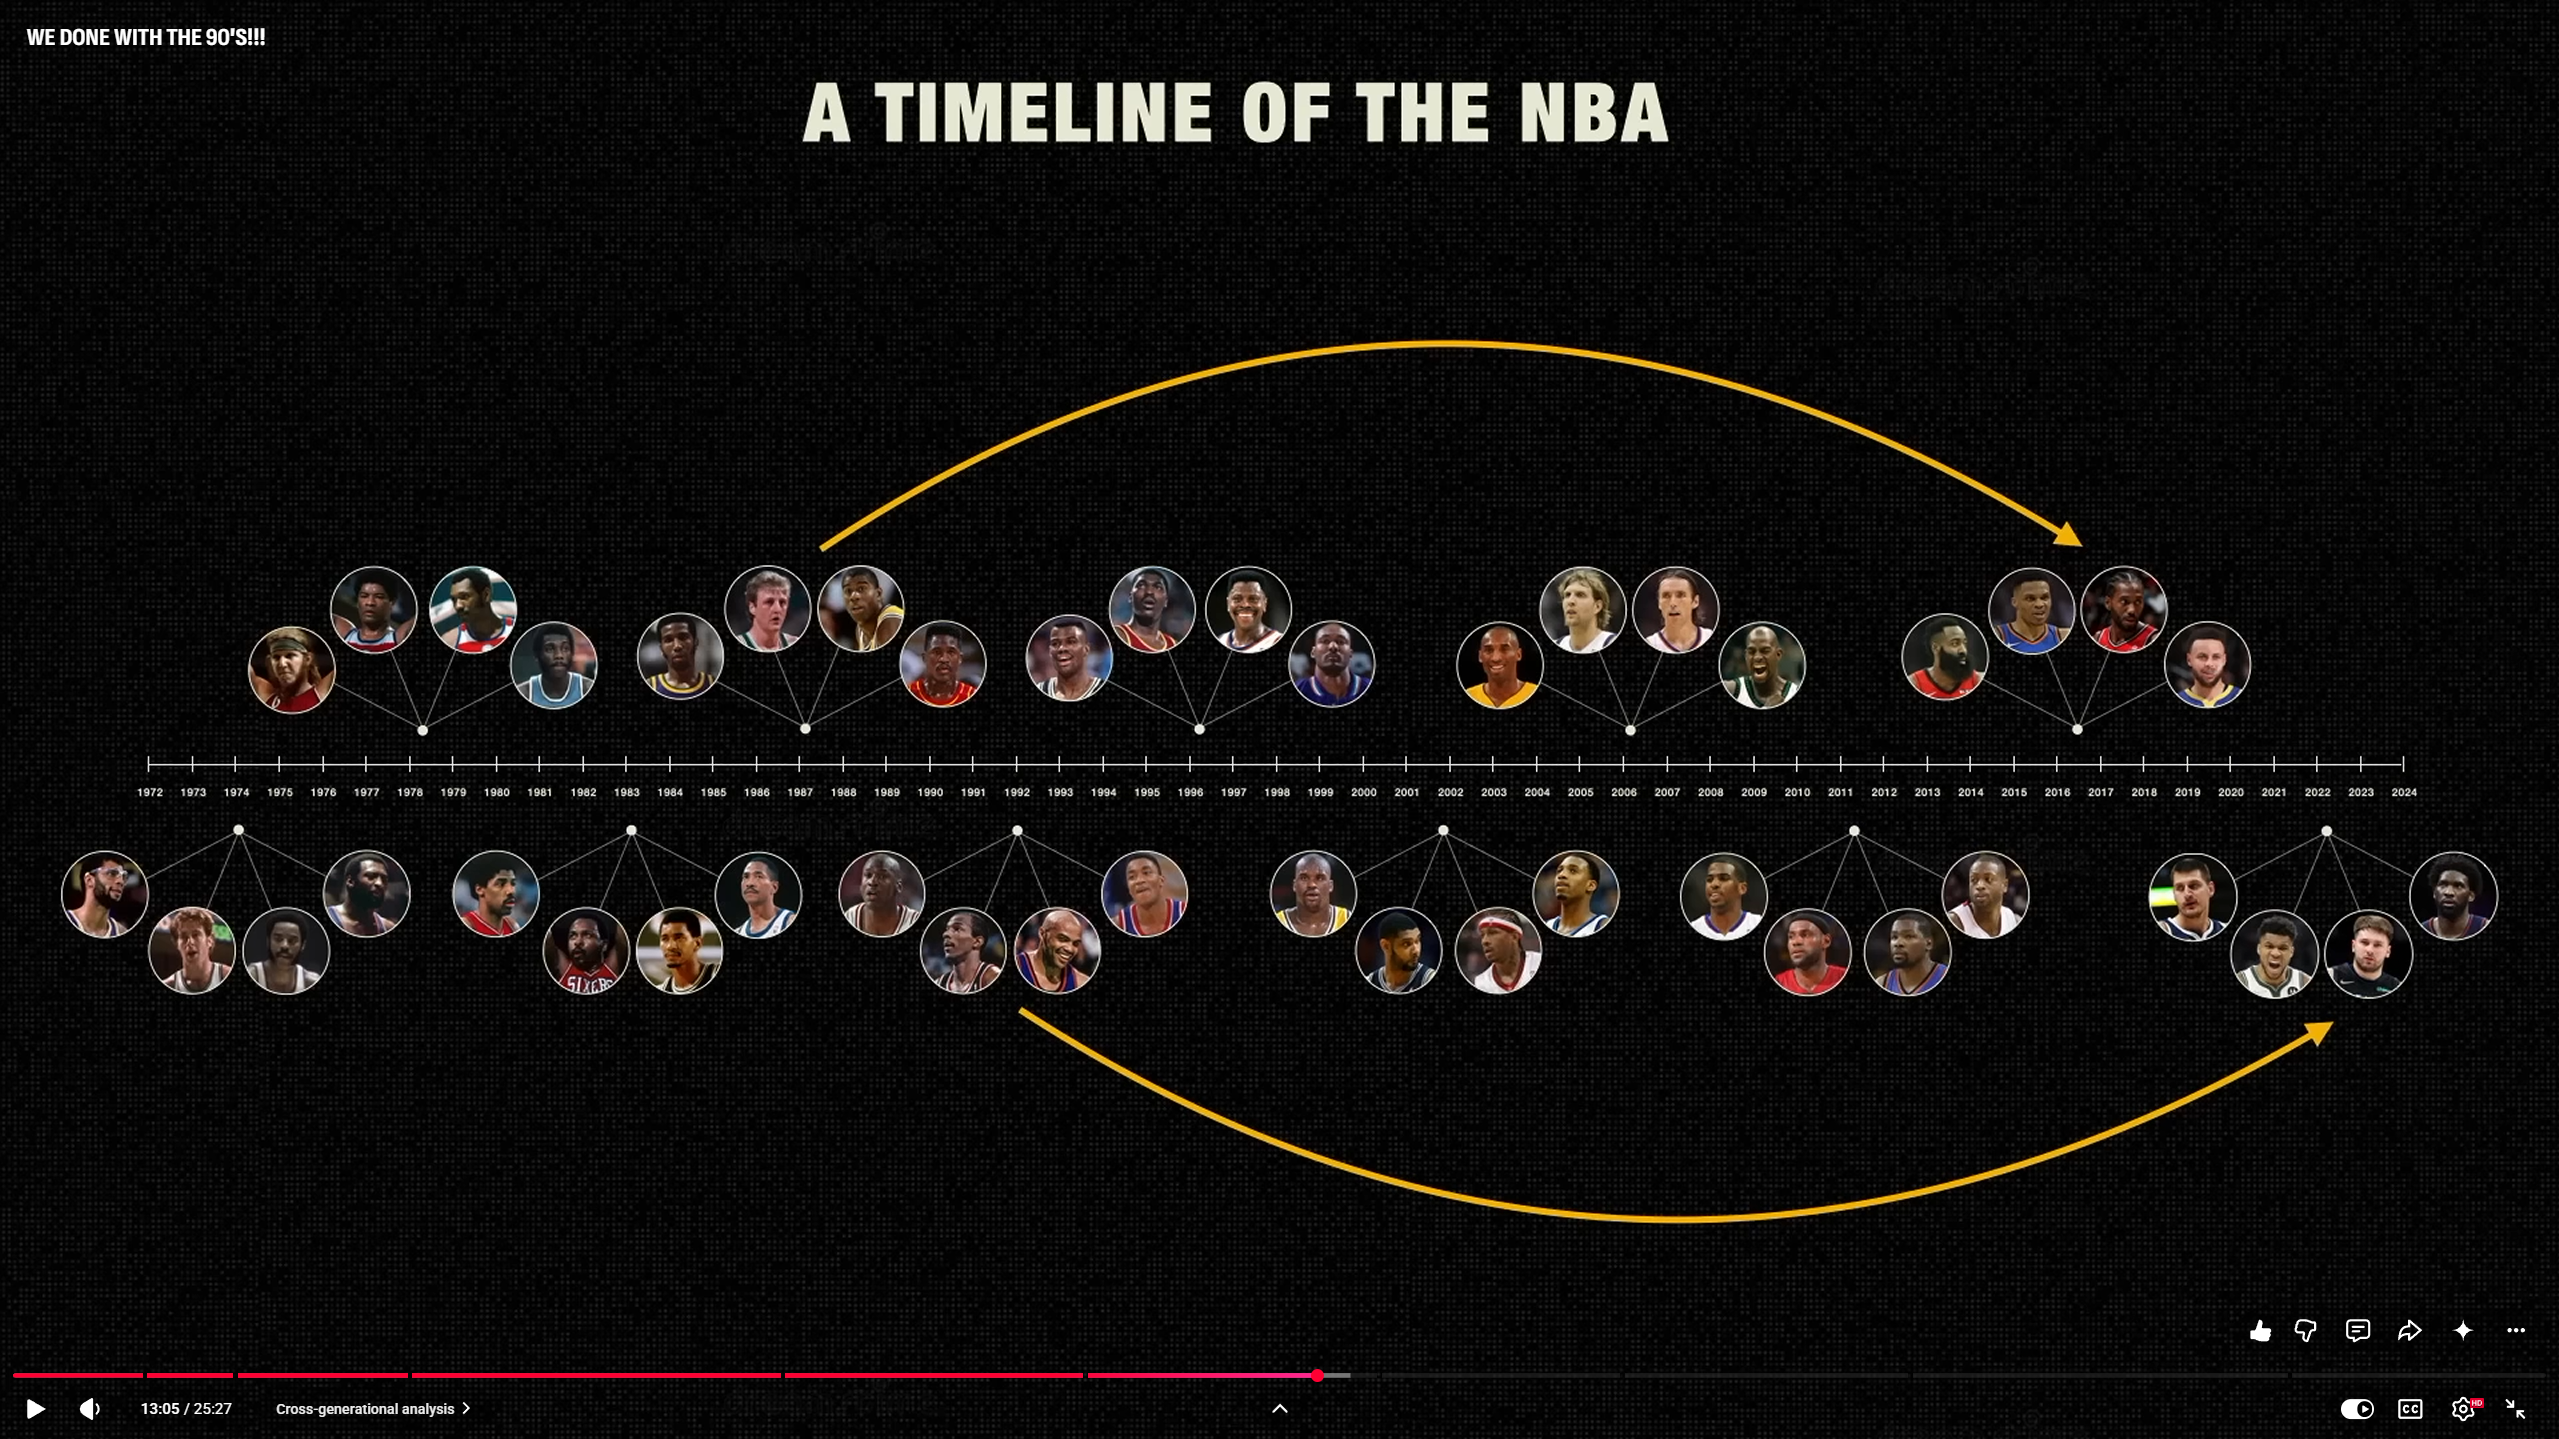 WE DONE WITH THE 90'S!!!
A TIMELINE OF THE NBA
1972 1973 1974 1975 1976 1977 1978 1979 1980 1981 1982 1983 1984 1985 1986 1987 1988 1989 1990 1991 1992 1993 1994 1995 1996 1997 1998 1999 2000 2001 2002 2003 2004 2005 2006 2007 2008 2009 2010 2011 2012 2013 2014 2015 2016 2017 2018 2019 2020 2021 2022 2023 2024
SIXERS
13:05 / 25:27 Cross-generational analysis CC HD